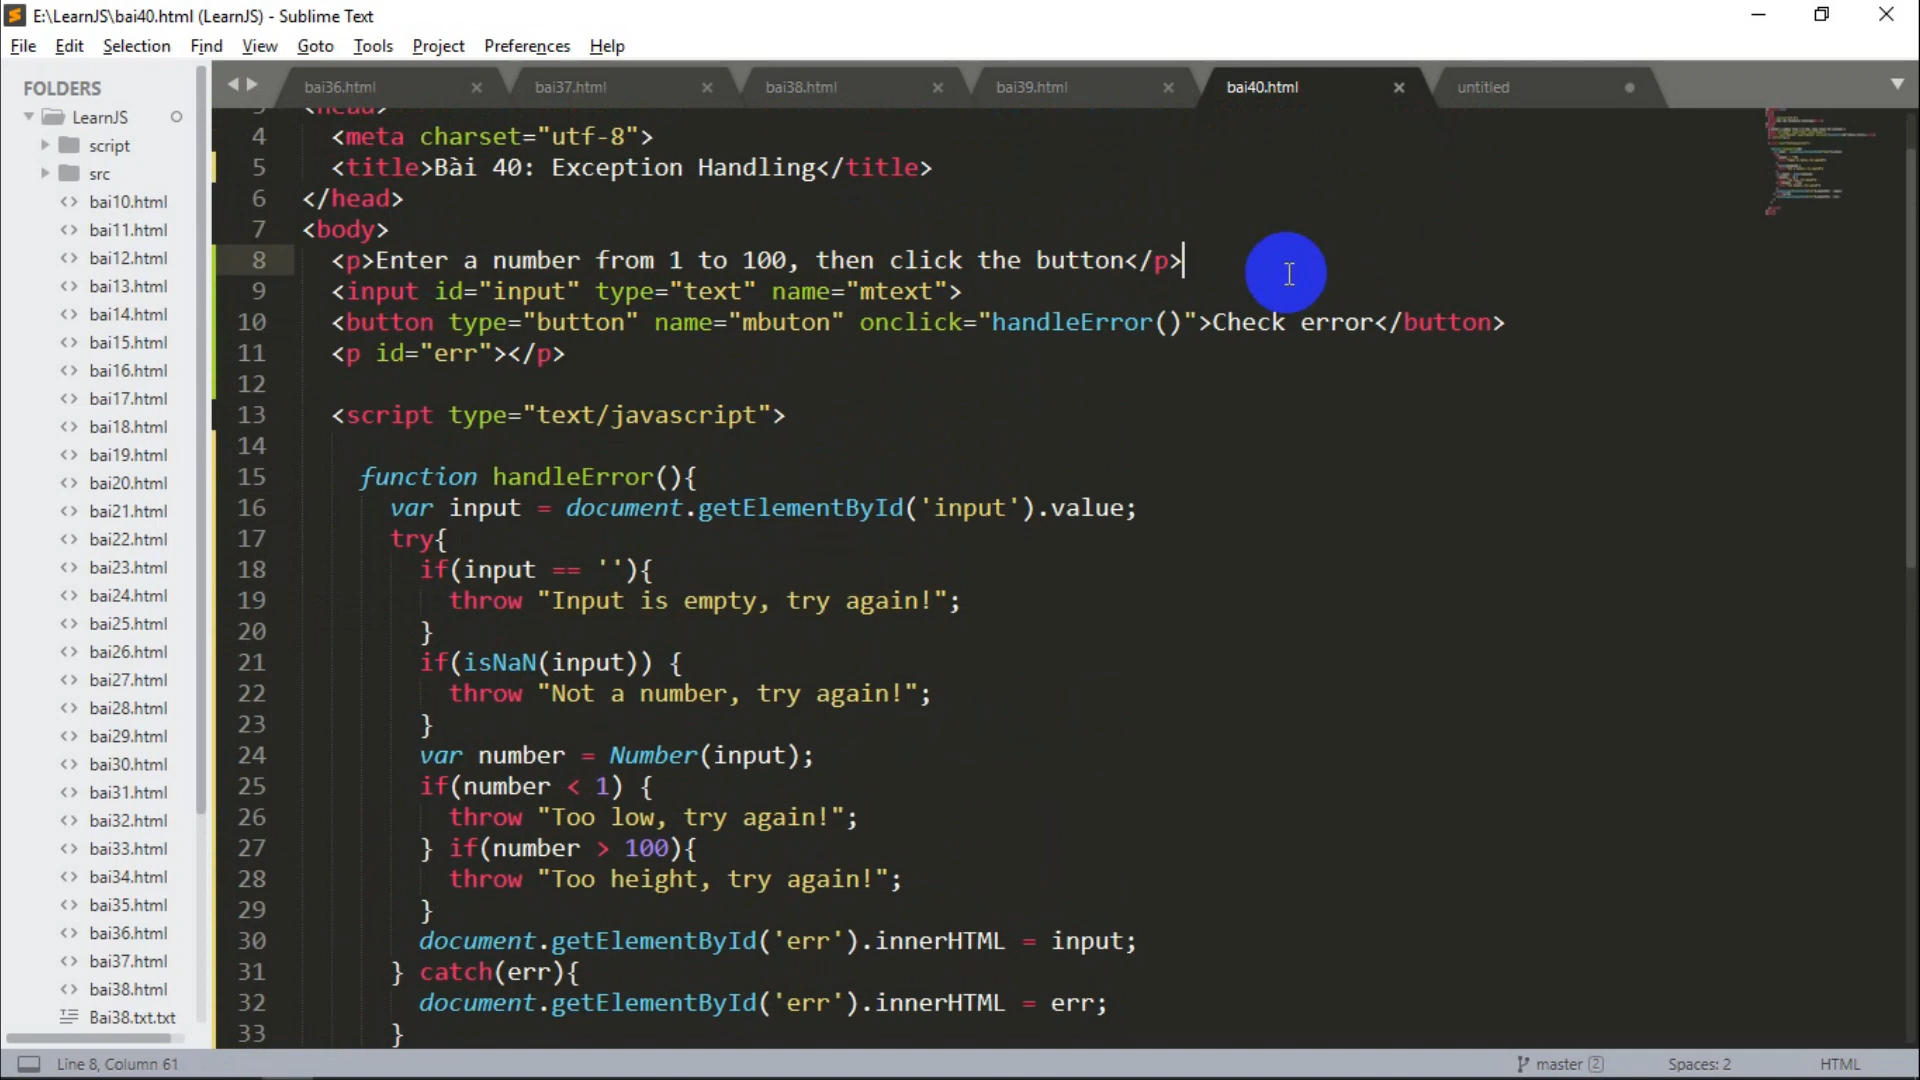 E:\LearnJS\bai40.html (LearnJS) - Sublime Text
File Edit Selection Find View Goto Tools Project Preferences Help
FOLDERS
LearnJS
script
src
bai10.html
bai11.html
bai12.html
bai13.html
bai14.html
bai15.html
bai16.html
bai17.html
bai18.html
bai19.html
bai20.html
bai21.html
bai22.html
bai23.html
bai24.html
bai25.html
bai26.html
bai27.html
bai28.html
bai29.html
bai30.html
bai31.html
bai32.html
bai33.html
bai34.html
bai35.html
bai36.html
bai37.html
bai38.html
Bai38.txt.txt
bai36.html bai37.html bai38.html bai39.html bai40.html untitled
<head>
4 <meta charset="utf-8">
5 <title>Bài 40: Exception Handling</title>
6 </head>
7 <body>
8 <p>Enter a number from 1 to 100, then click the button</p>
9 <input id="input" type="text" name="mtext">
10 <button type="button" name="mbuton" onclick="handleError()">Check error</button>
11 <p id="err"></p>
12
13 <script type="text/javascript">
14
15 function handleError(){
16 var input = document.getElementById('input').value;
17 try{
18 if(input == ''){
19 throw "Input is empty, try again!";
20 }
21 if(isNaN(input)) {
22 throw "Not a number, try again!";
23 }
24 var number = Number(input);
25 if(number < 1) {
26 throw "Too low, try again!";
27 } if(number > 100){
28 throw "Too height, try again!";
29 }
30 document.getElementById('err').innerHTML = input;
31 } catch(err){
32 document.getElementById('err').innerHTML = err;
33 }
Line 8, Column 61 master 2 Spaces: 2 HTML